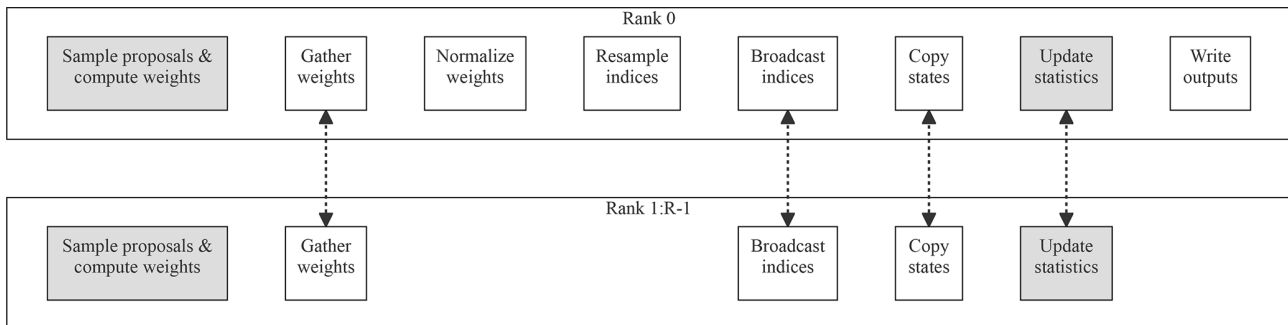 Rank 0
Sample proposals &
compute weights
Gather
weights
Normalize
weights
Resample
indices
Broadcast
indices
Copy
states
Update
statistics
Write
outputs
Rank 1:R-1
Sample proposals &
compute weights
Gather
weights
Broadcast
indices
Copy
states
Update
statistics